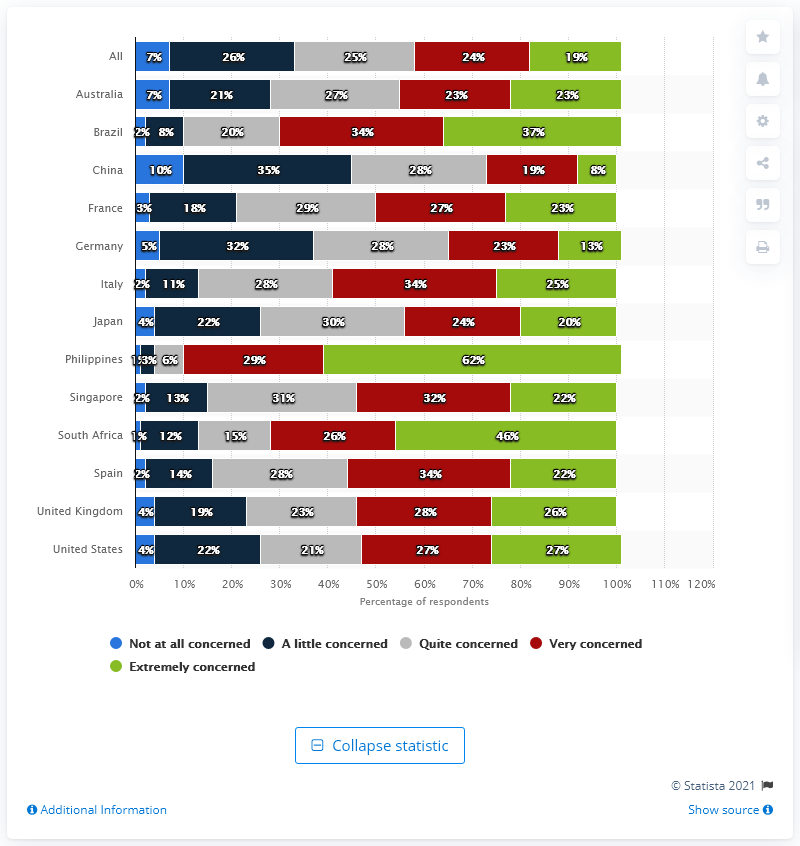 All 7% 26% 25% 24% 19%
Australia 7% 21% 27% 23% 23%
Brazil 2% 8% 20% 34% 37%
China 10% 35% 28% 19% 8%
France 3% 18% 29% 27% 23%
Germany 5% 32% 28% 23% 13%
Italy 2% 11% 28% 34% 25%
Japan 4% 22% 30% 24% 20%
Philippines 1% 3% 6% 29% 62%
Singapore 2% 13% 31% 32% 22%
South Africa 1% 12% 15% 26% 46%
Spain 2% 14% 28% 34% 22%
United Kingdom 4% 19% 23% 28% 26%
United States 4% 22% 21% 27% 27%
0% 10% 20% 30% 40% 50% 60% 70% 80% 90% 100% 110% 120%
Percentage of respondents
Not at all concerned A little concerned Quite concerned Very concerned
Extremely concerned
Collapse statistic
© Statista 2021
Additional Information Show source